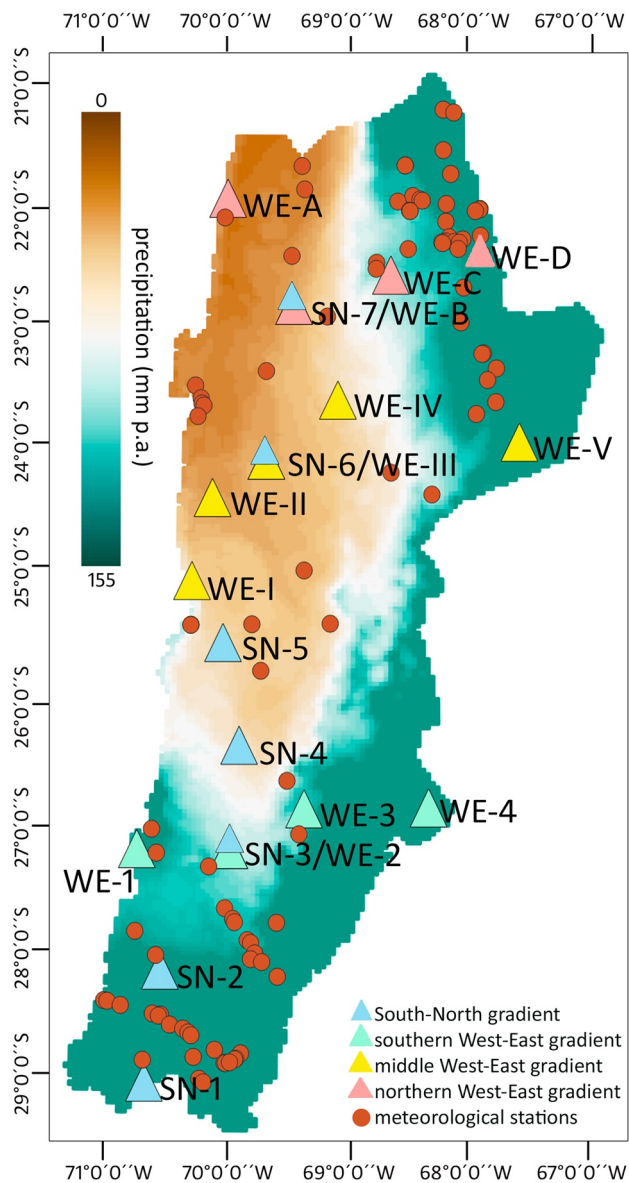 71°0'0´´W 70°0'0´´W 69°0'0´´W 68°0'0´´W 67°0'0´´W
21°0'0´´S
0
22°0'0´´S
WE-A
WE-D
WE-C
precipitation (mm p.a.)
SN-7/WE-B
23°0'0´´S
WE-IV
24°0'0´´S
WE-V
SN-6/WE-III
WE-II
25°0'0´´S
155
WE-I
SN-5
26°0'0´´S
SN-4
WE-3
WE-4
27°0'0´´S
SN-3/WE-2
WE-1
28°0'0´´S
SN-2
South-North gradient
southern West-East gradient
middle West-East gradient
29°0'0´´S
SN-1
northern West-East gradient
meteorological stations
71°0'0´´W 70°0'0´´W 69°0'0´´W 68°0'0´´W 67°0'0´´W